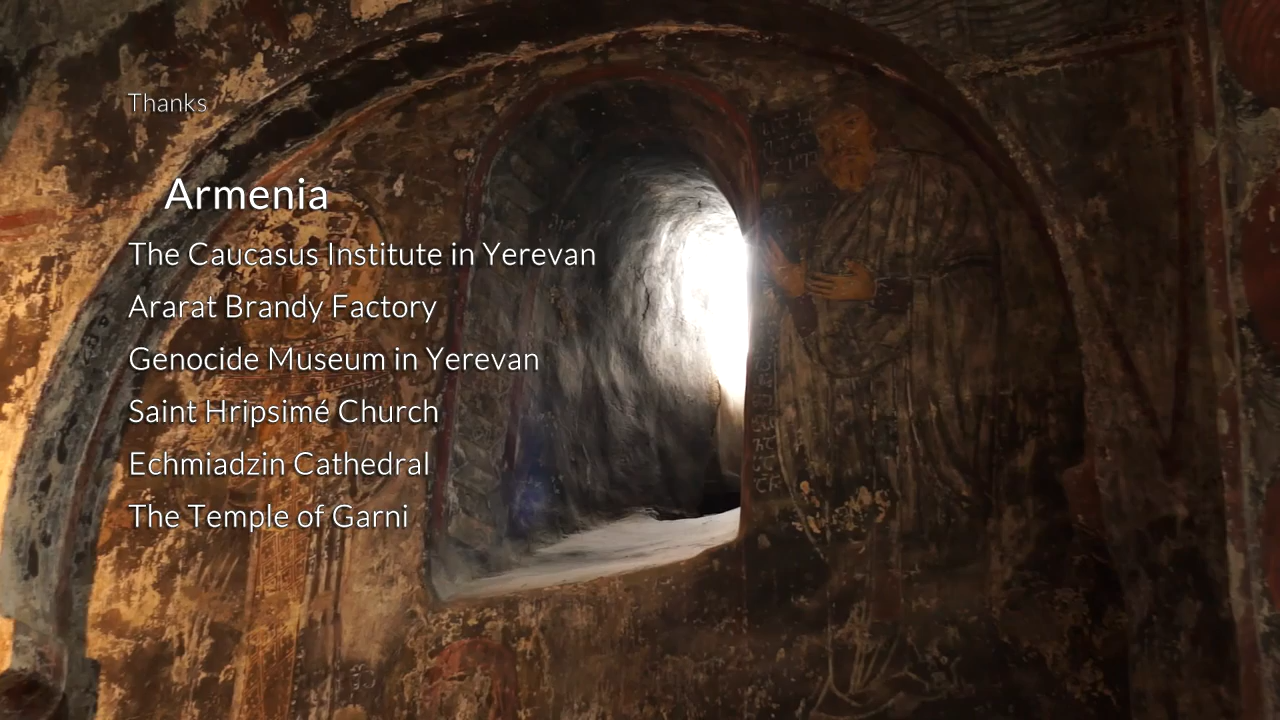 Thanks
Armenia
The Caucasus Institute in Yerevan
Ararat Brandy Factory
Genocide Museum in Yerevan
Saint Hripsimé Church
Echmiadzin Cathedral
The Temple of Garni